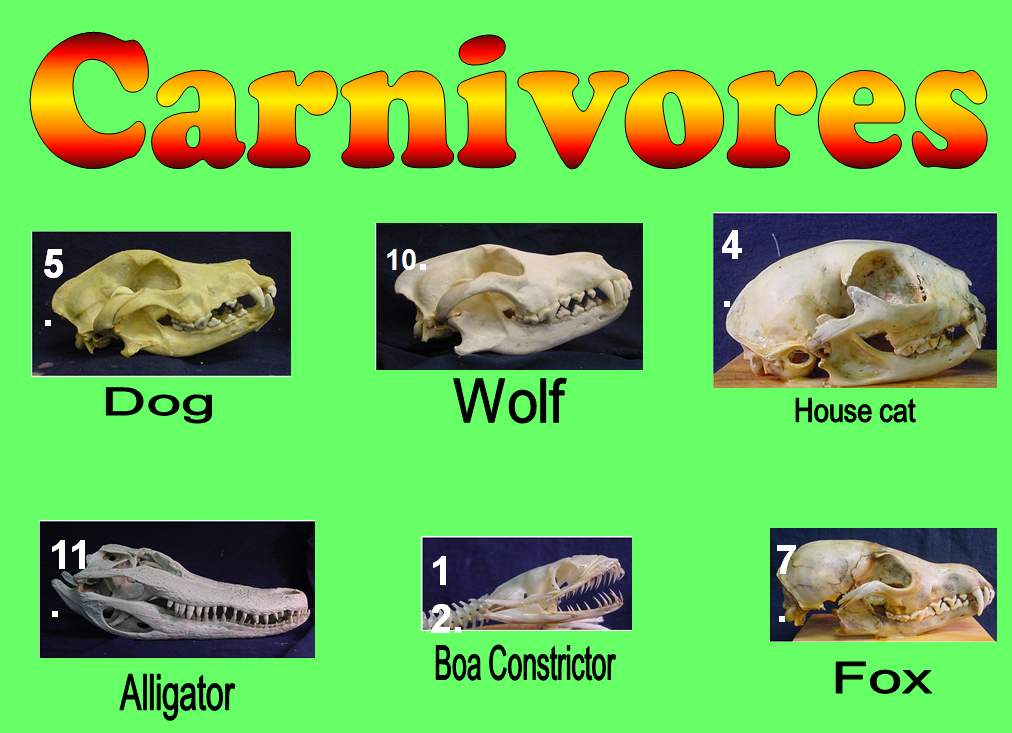 Carnivores
5
.
10.
4
.
Dog
Wolf
House cat
11
.
1
2.
7
.
Alligator
Boa Constrictor
Fox